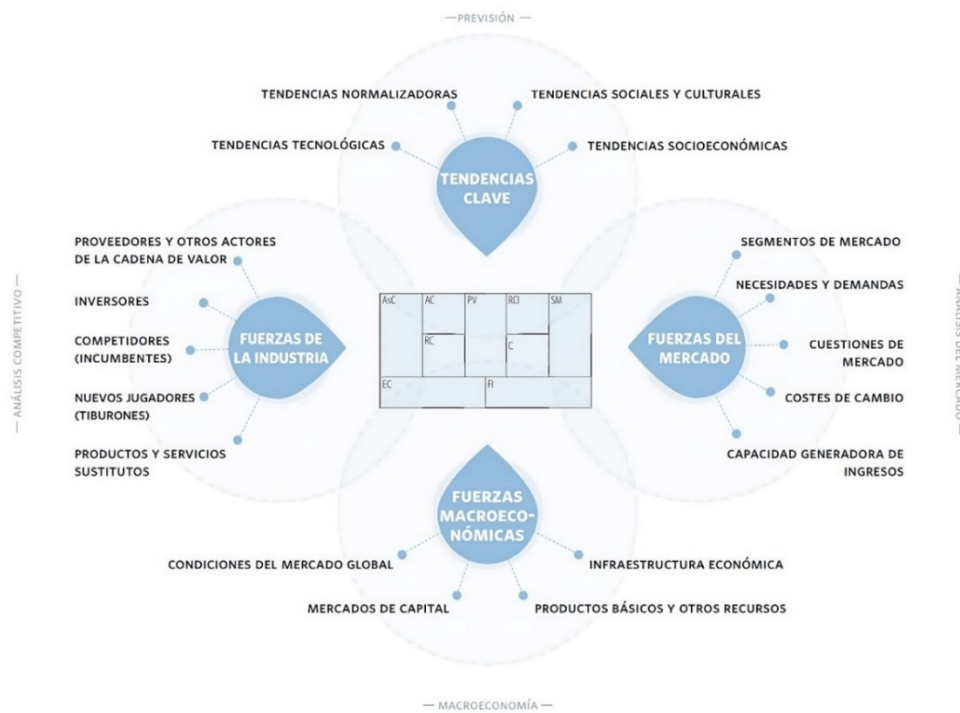 — PREVISIÓN —
TENDENCIAS NORMALIZADORAS
TENDENCIAS SOCIALES Y CULTURALES
TENDENCIAS TECNOLÓGICAS
TENDENCIAS SOCIOECONÓMICAS
TENDENCIAS
CLAVE
— ANÁLISIS COMPETITIVO —
PROVEEDORES Y OTROS ACTORES
DE LA CADENA DE VALOR
INVERSORES
COMPETIDORES
(INCUMBENTES)
NUEVOS JUGADORES
(TIBURONES)
PRODUCTOS Y SERVICIOS
SUSTITUTOS
FUERZAS DE
LA INDUSTRIA
AsC
AC
PV
RCl
SM
RC
C
EC
FI
FUERZAS DEL
MERCADO
SEGMENTOS DE MERCADO
NECESIDADES Y DEMANDAS
CUESTIONES DE
MERCADO
COSTES DE CAMBIO
CAPACIDAD GENERADORA DE
INGRESOS
— ANÁLISIS DEL MERCADO —
FUERZAS
MACROECO-
NÓMICAS
CONDICIONES DEL MERCADO GLOBAL
INFRAESTRUCTURA ECONÓMICA
MERCADOS DE CAPITAL
PRODUCTOS BÁSICOS Y OTROS RECURSOS
— MACROECONOMÍA —